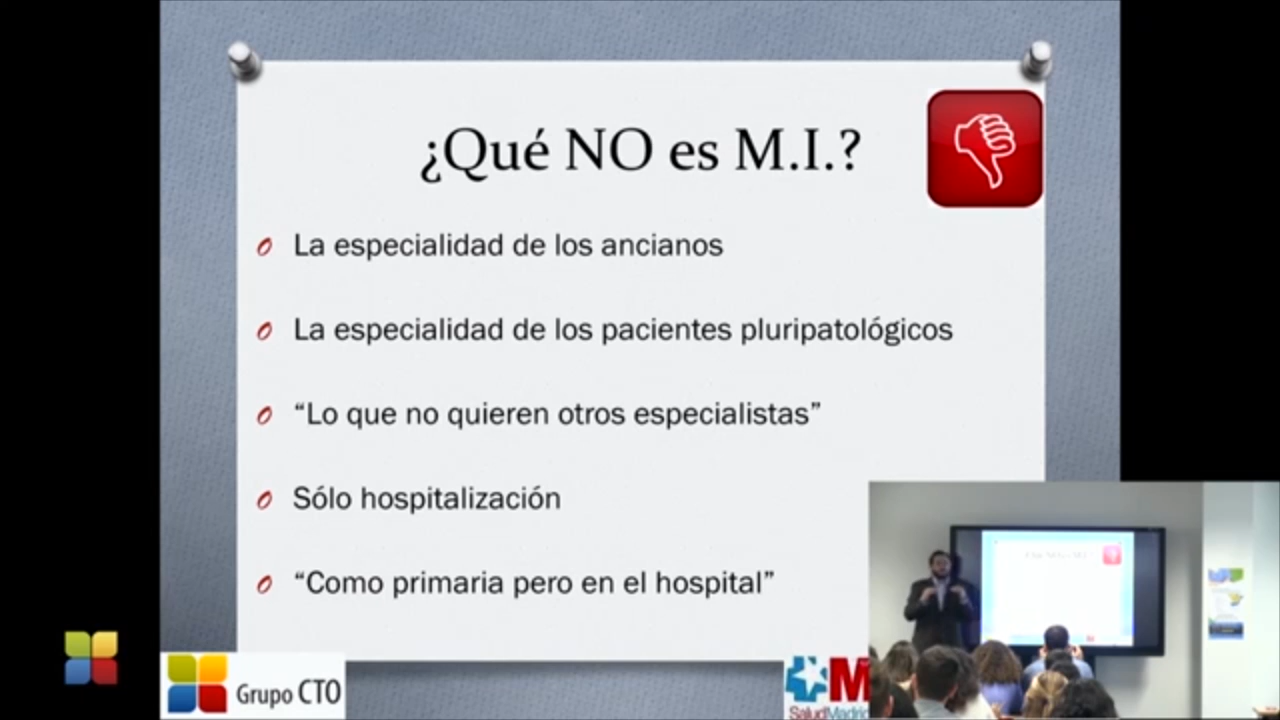 ¿Qué NO es M.I.?
La especialidad de los ancianos
La especialidad de los pacientes pluripatológicos
“Lo que no quieren otros especialistas”
Sólo hospitalización
“Como primaria pero en el hospital”
Grupo CTO
M
SaludMadrid